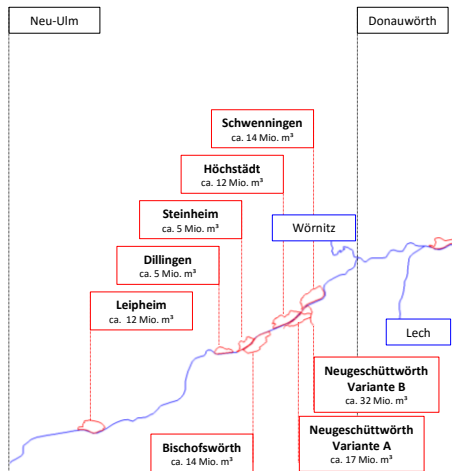 Neu-Ulm
Donauwörth
Schwenningen
ca. 14 Mio. m³
Höchstädt
ca. 12 Mio. m³
Steinheim
ca. 5 Mio. m³
Wörnitz
Dillingen
ca. 5 Mio. m³
Leipheim
ca. 12 Mio. m³
Lech
Neugeschüttwörth
Variante B
ca. 32 Mio. m³
Neugeschüttwörth
Variante A
ca. 17 Mio. m³
Bischofswörth
ca. 14 Mio. m³